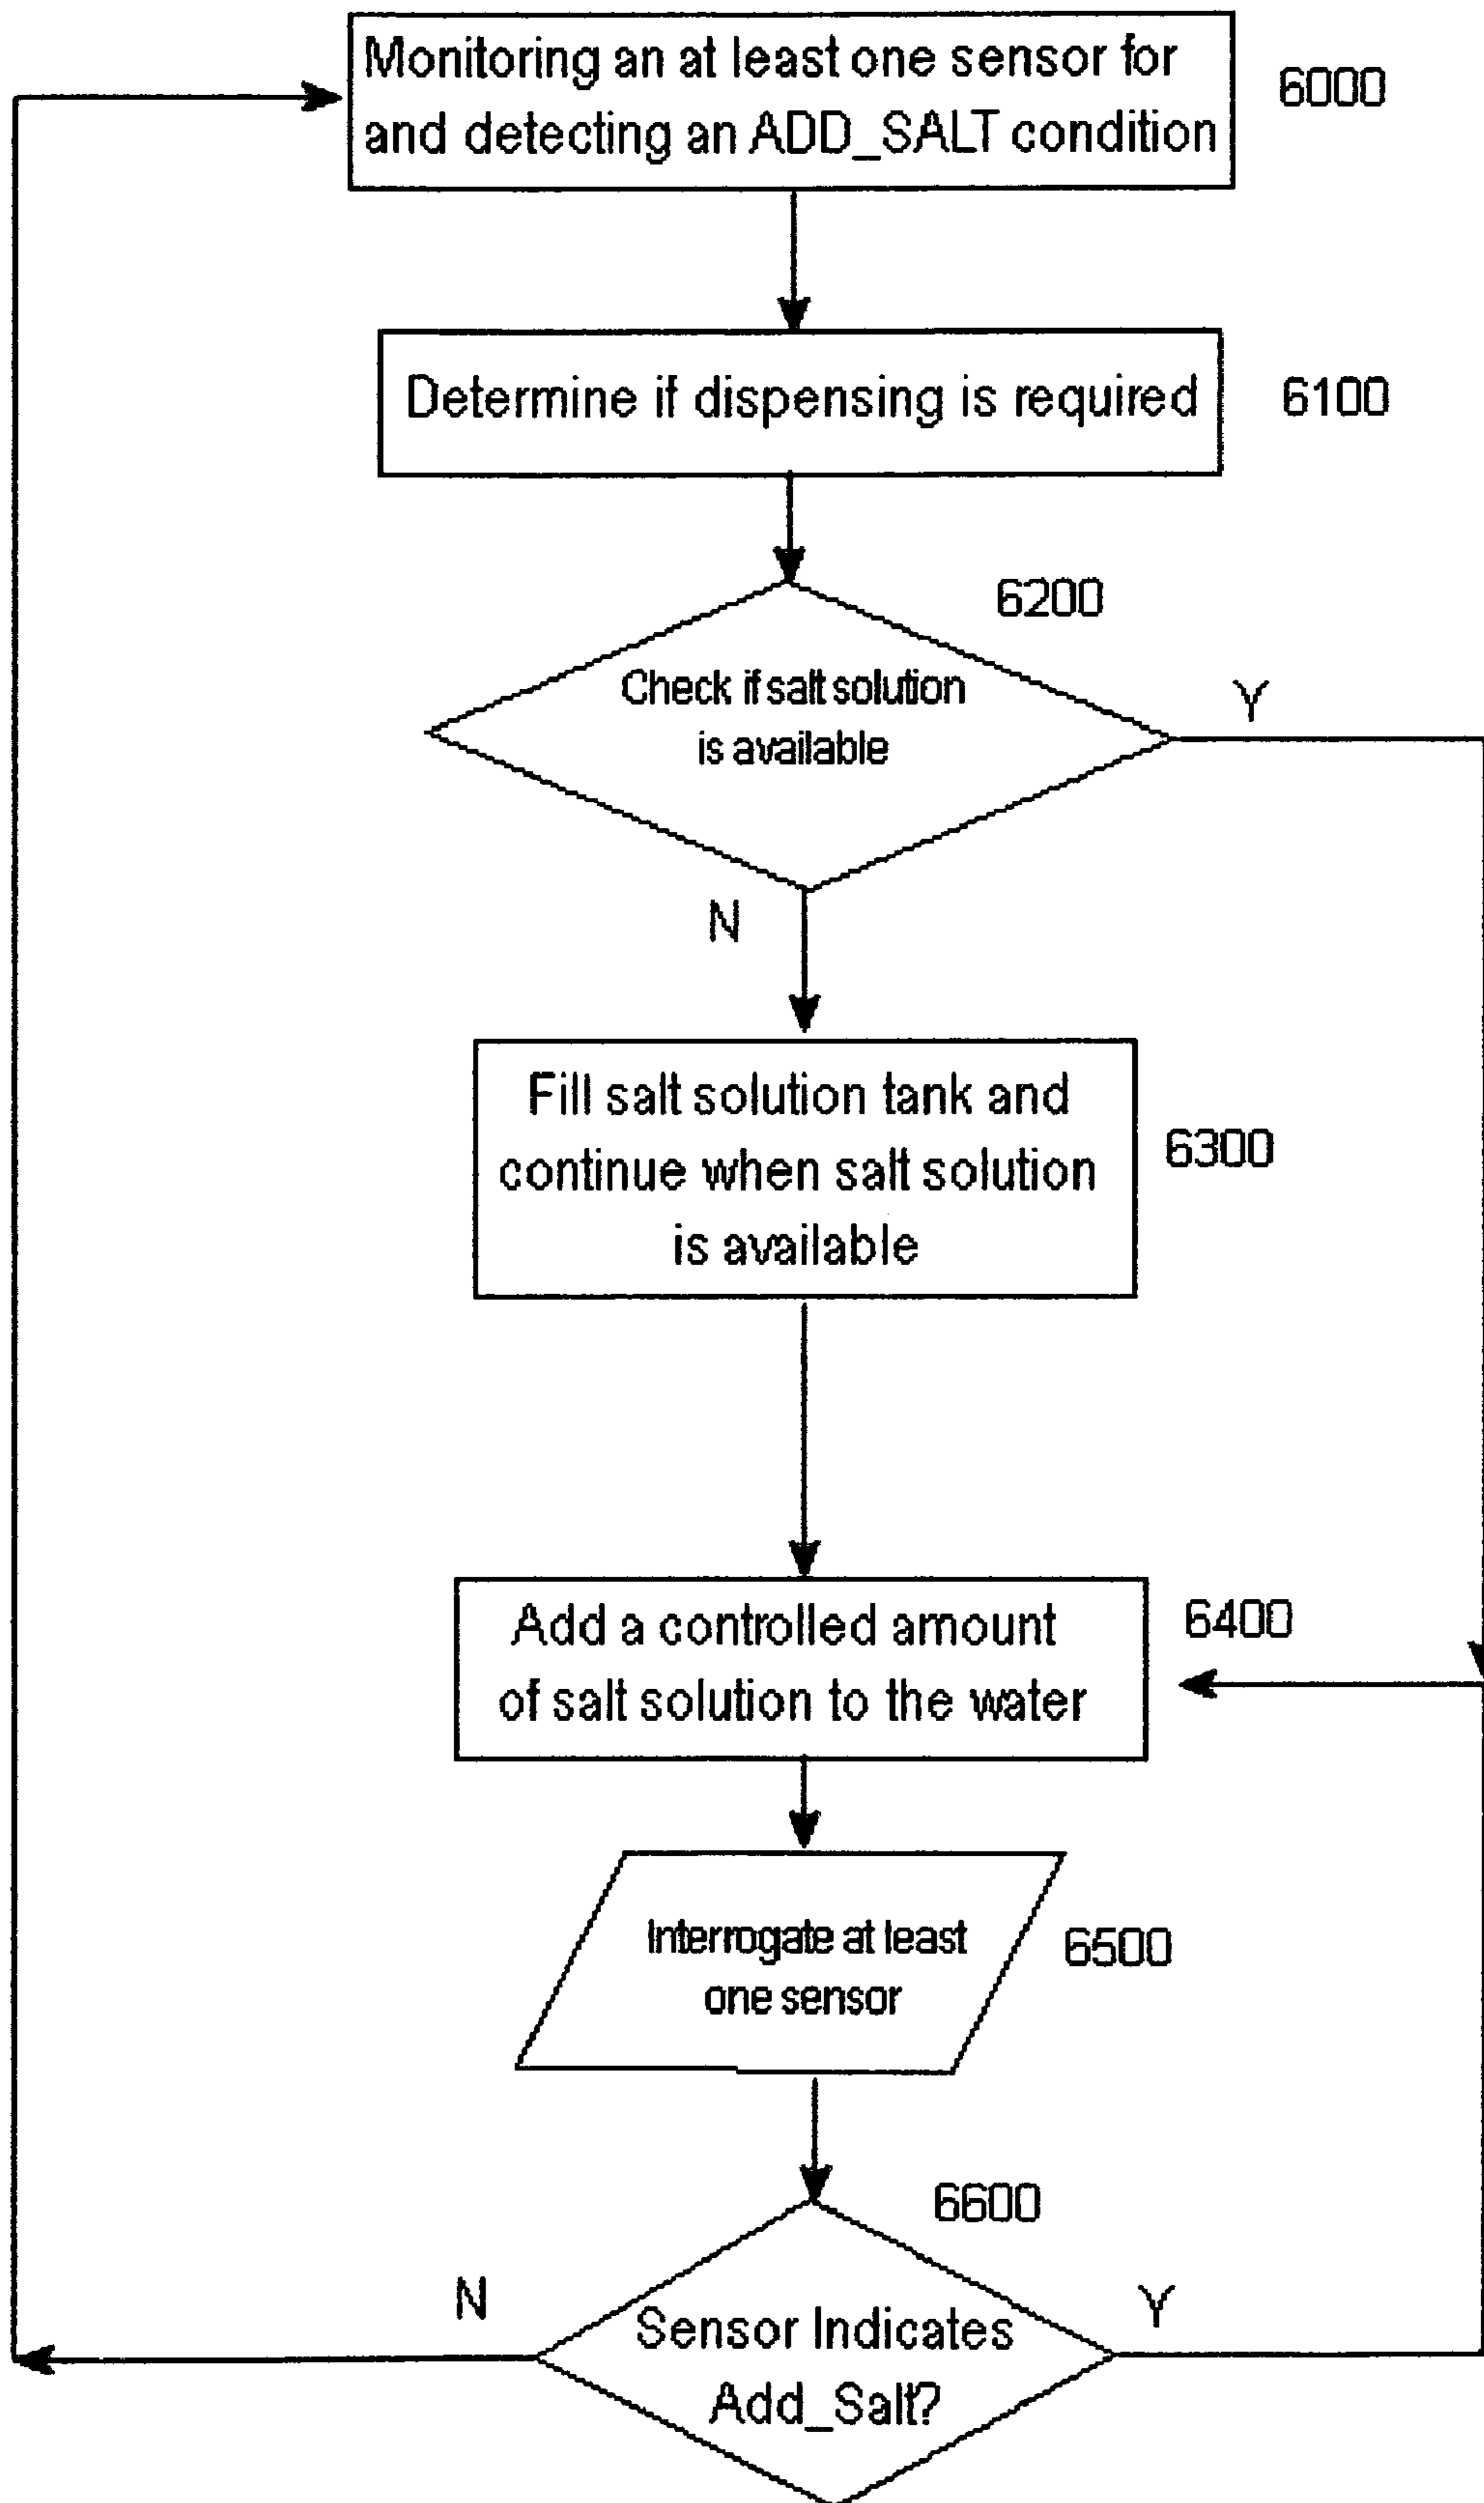 Monitoring an at least one sensor for
and detecting an ADD_SALT condition
6000
Determine if dispensing is required
6100
6200
Check if salt solution
is available
Y
N
Fill salt solution tank and
continue when salt solution
is available
6300
Add a controlled amount
of salt solution to the water
6400
Interrogate at least
one sensor
6500
6600
N
Y
Sensor Indicates
Add_Salt?